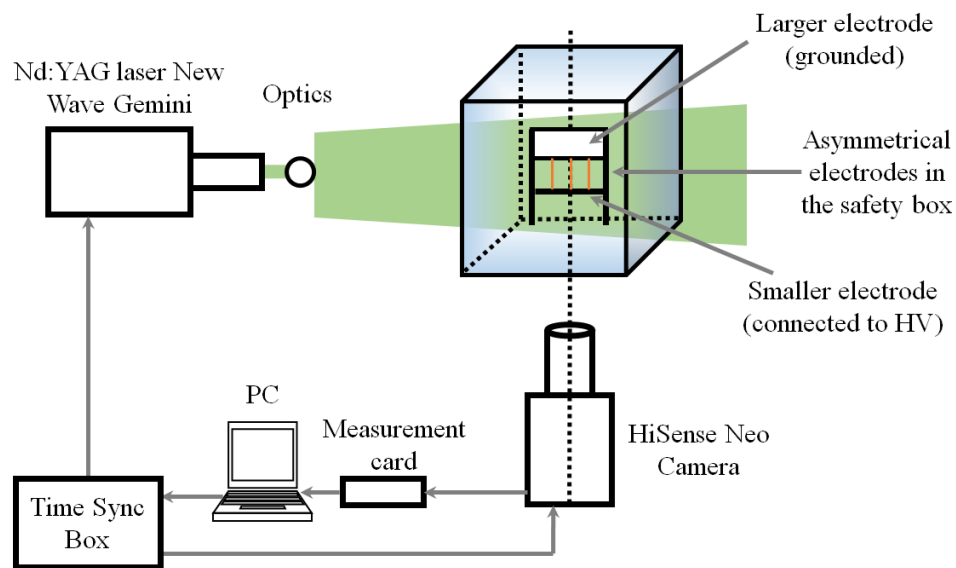 Nd:YAG laser New
Wave Gemini
Optics
Larger electrode
(grounded)
Asymmetrical
electrodes in
the safety box
Smaller electrode
(connected to HV)
PC
Measurement
card
HiSense Neo
Camera
Time Sync
Box